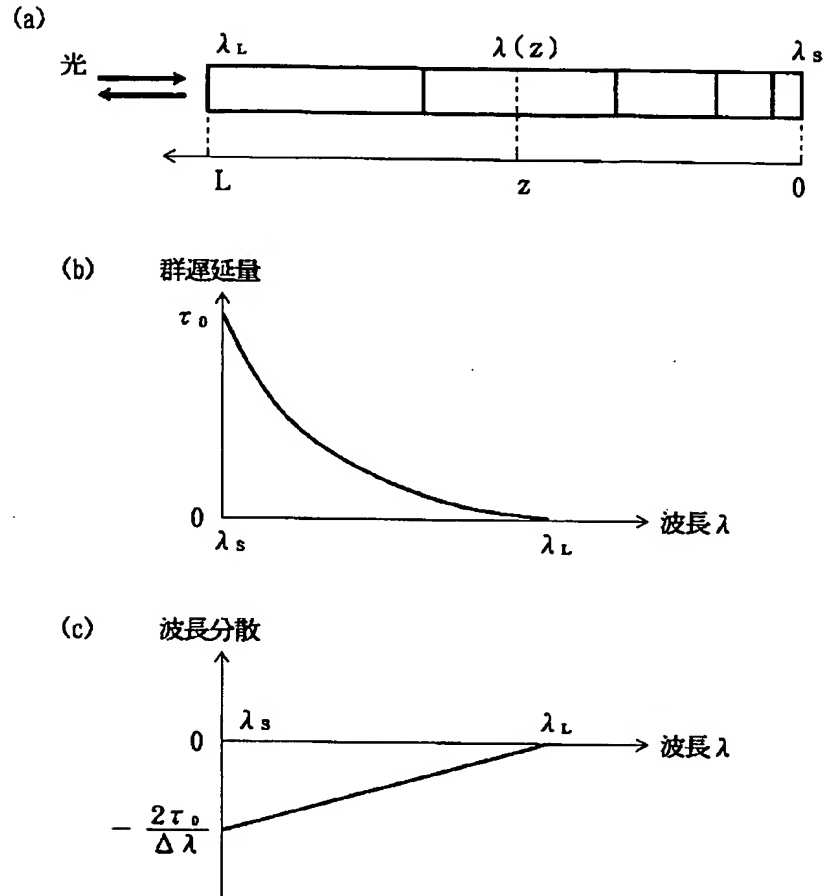 (a)
λL λ(z) λs
光
L z 0
(b) 群遅延量
τ0
0
λs λL 波長λ
(c) 波長分散
λs λL
0 波長λ
− 2τ0
Δλ